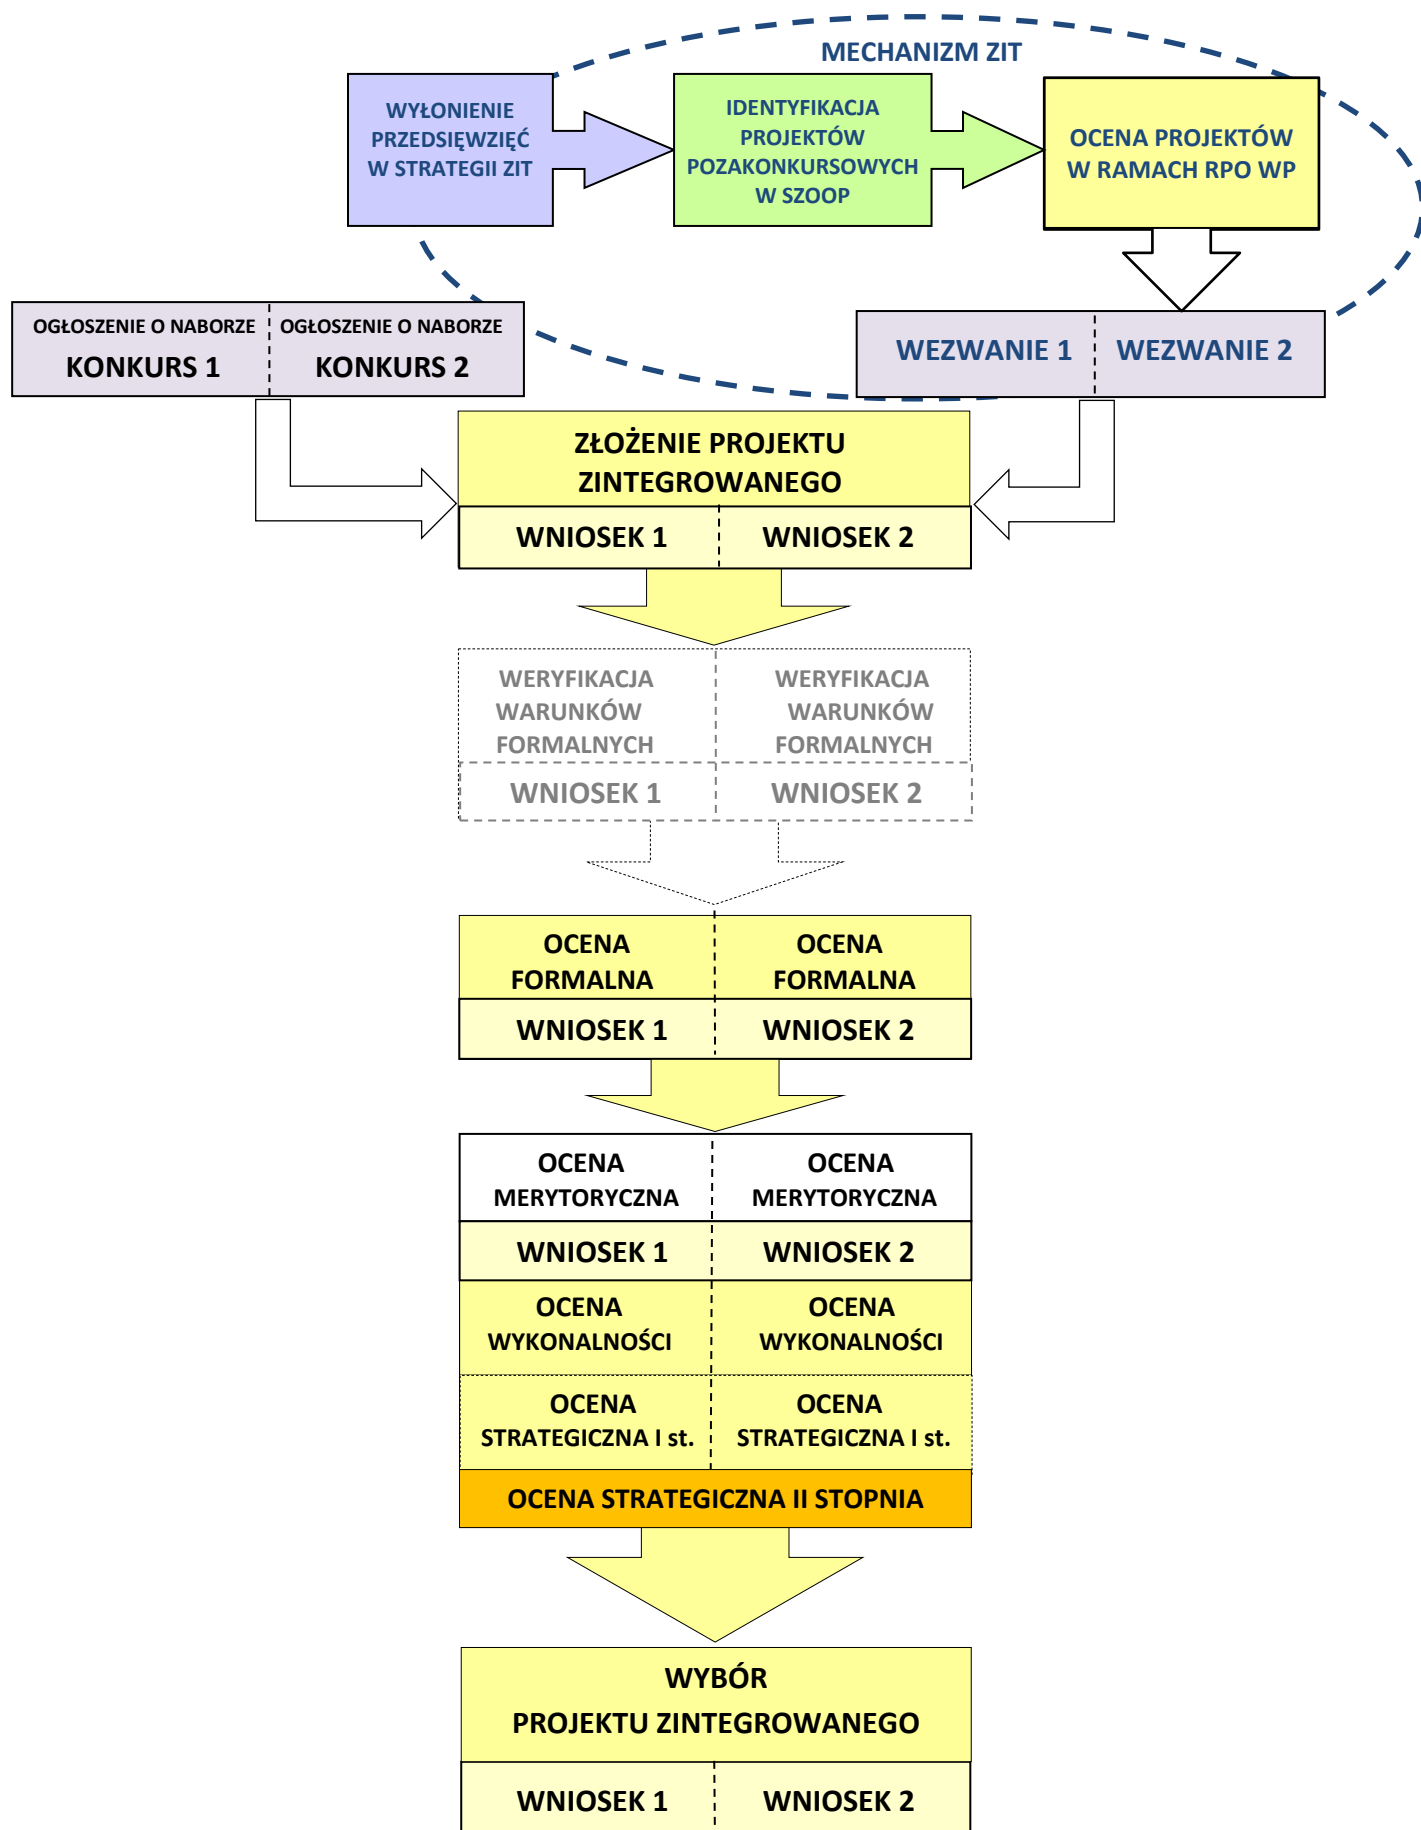 MECHANIZM ZIT
WYŁONIENIE
PRZEDSIĘWZIĘĆ
W STRATEGII ZIT
IDENTYFIKACJA
PROJEKTÓW
POZAKONKURSOWYCH
W SZOOP
OCENA PROJEKTÓW
W RAMACH RPO WP
OGŁOSZENIE O NABORZE
KONKURS 1
OGŁOSZENIE O NABORZE
KONKURS 2
WEZWANIE 1
WEZWANIE 2
ZŁOŻENIE PROJEKTU
ZINTEGROWANEGO
WNIOSEK 1
WNIOSEK 2
WERYFIKACJA
WARUNKÓW
FORMALNYCH
WERYFIKACJA
WARUNKÓW
FORMALNYCH
WNIOSEK 1
WNIOSEK 2
OCENA
FORMALNA
OCENA
FORMALNA
WNIOSEK 1
WNIOSEK 2
OCENA
MERYTORYCZNA
OCENA
MERYTORYCZNA
WNIOSEK 1
WNIOSEK 2
OCENA
WYKONALNOŚCI
OCENA
WYKONALNOŚCI
OCENA
STRATEGICZNA I st.
OCENA
STRATEGICZNA I st.
OCENA STRATEGICZNA II STOPNIA
WYBÓR
PROJEKTU ZINTEGROWANEGO
WNIOSEK 1
WNIOSEK 2